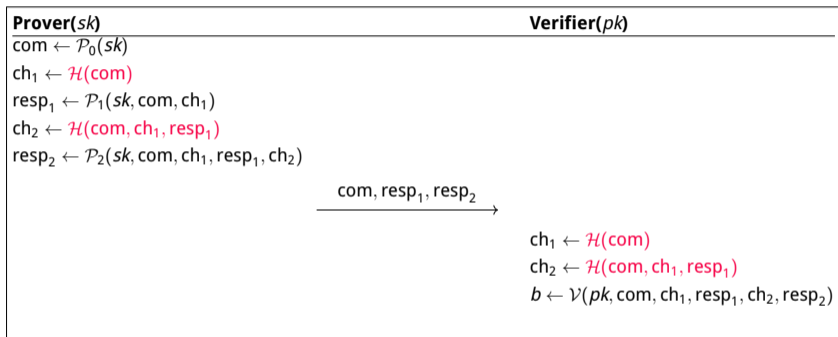 Prover(sk) Verifier(pk)
com ← 𝒫₀(sk)
ch₁ ← ℋ(com)
resp₁ ← 𝒫₁(sk, com, ch₁)
ch₂ ← ℋ(com, ch₁, resp₁)
resp₂ ← 𝒫₂(sk, com, ch₁, resp₁, ch₂)
com, resp₁, resp₂
ch₁ ← ℋ(com)
ch₂ ← ℋ(com, ch₁, resp₁)
b ← 𝒱(pk, com, ch₁, resp₁, ch₂, resp₂)